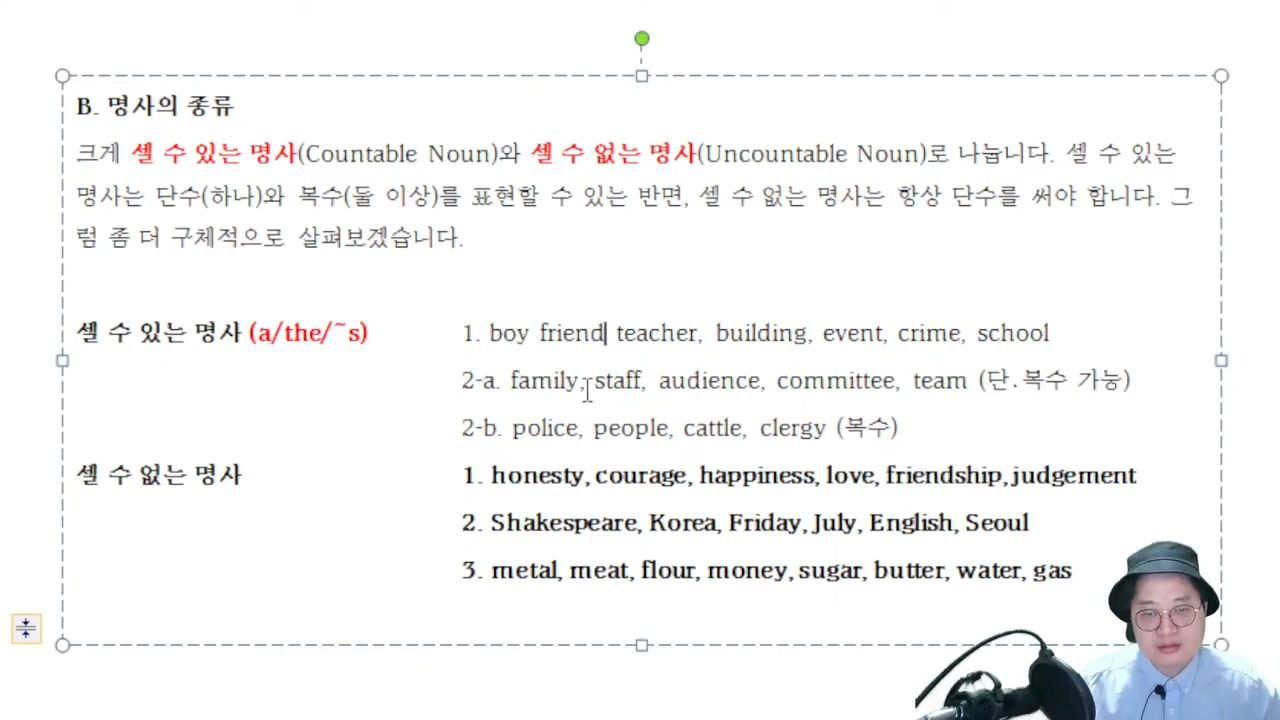 B. 명사의 종류
크게 셀 수 있는 명사(Countable Noun)와 셀 수 없는 명사(Uncountable Noun)로 나눕니다. 셀 수 있는
명사는 단수(하나)와 복수(둘 이상)를 표현할 수 있는 반면, 셀 수 없는 명사는 항상 단수를 써야 합니다. 그
럼 좀 더 구체적으로 살펴보겠습니다.
셀 수 있는 명사 (a/the/~s) 1. boy friend teacher, building, event, crime, school
2-a. family, staff, audience, committee, team (단.복수 가능)
2-b. police, people, cattle, clergy (복수)
셀 수 없는 명사 1. honesty, courage, happiness, love, friendship, judgement
2. Shakespeare, Korea, Friday, July, English, Seoul
3. metal, meat, flour, money, sugar, butter, water, gas